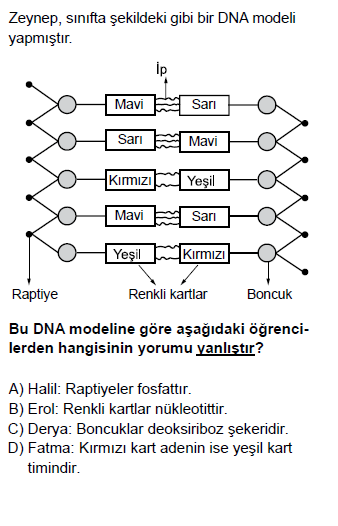 Zeynep, sınıfta şekildeki gibi bir DNA modeli
yapmıştır.
İp
Mavi Sarı
Sarı Mavi
Kırmızı Yeşil
Mavi Sarı
Yeşil Kırmızı
Raptiye Renkli kartlar Boncuk
Bu DNA modeline göre aşağıdaki öğrenci-
lerden hangisinin yorumu yanlıştır?
A) Halil: Raptiyeler fosfattır.
B) Erol: Renkli kartlar nükleotittir.
C) Derya: Boncuklar deoksiriboz şekeridir.
D) Fatma: Kırmızı kart adenin ise yeşil kart
timindir.